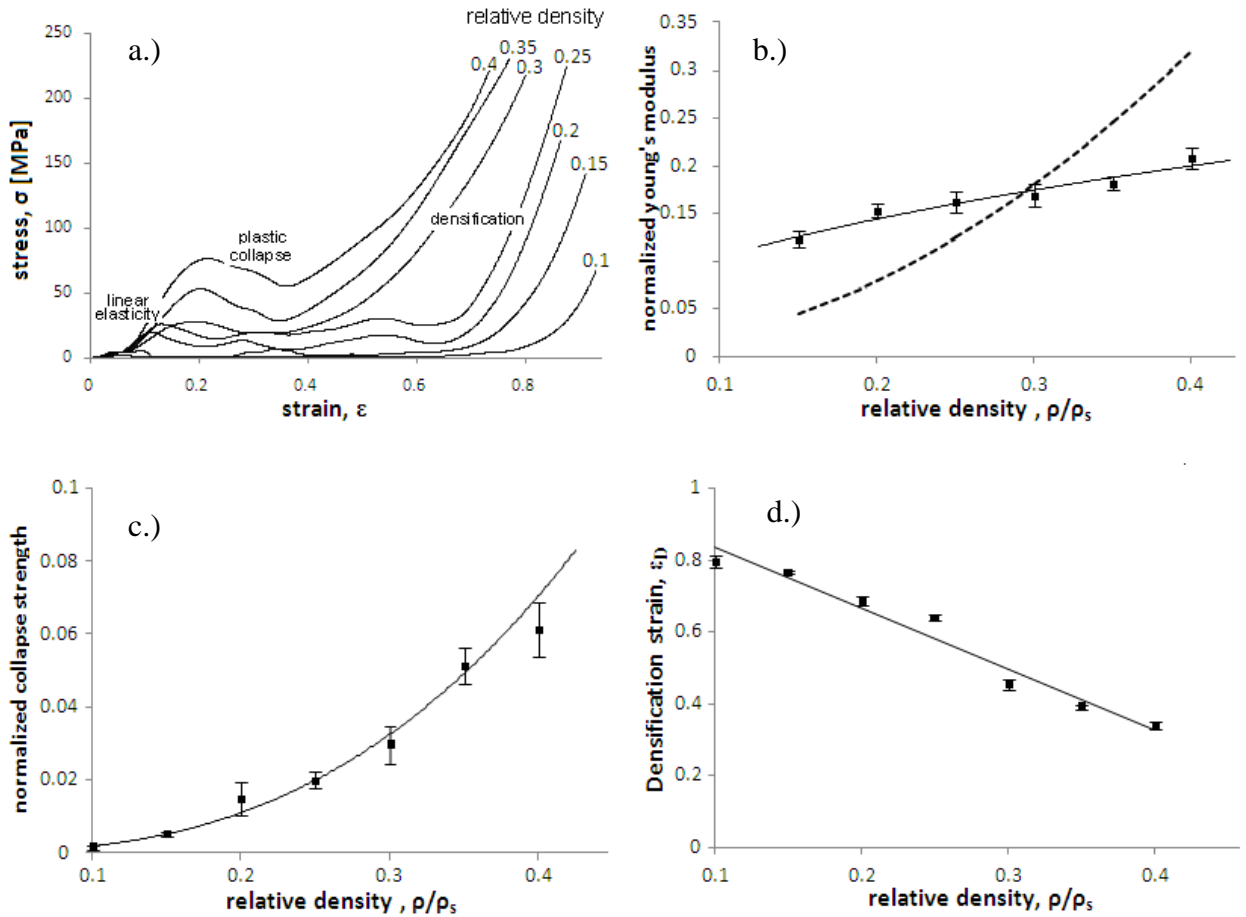 a.)
relative density
250
200
150
100
50
0
stress, σ [MPa]
0.4
0.35
0.3
0.25
0.2
0.15
0.1
linear
elasticity
plastic
collapse
densification
0
0.2
0.4
0.6
0.8
strain, ε
b.)
0.35
0.3
0.25
0.2
0.15
0.05
0
normalized young's modulus
0.1
0.2
0.3
0.4
relative density , ρ/ρs
c.)
0.1
0.08
0.06
0.04
0.02
0
normalized collapse strength
0.1
0.2
0.3
0.4
relative density , ρ/ρs
d.)
1
0.8
0.6
0.4
0.2
0
Densification strain, εD
0.1
0.2
0.3
0.4
relative density, ρ/ρs